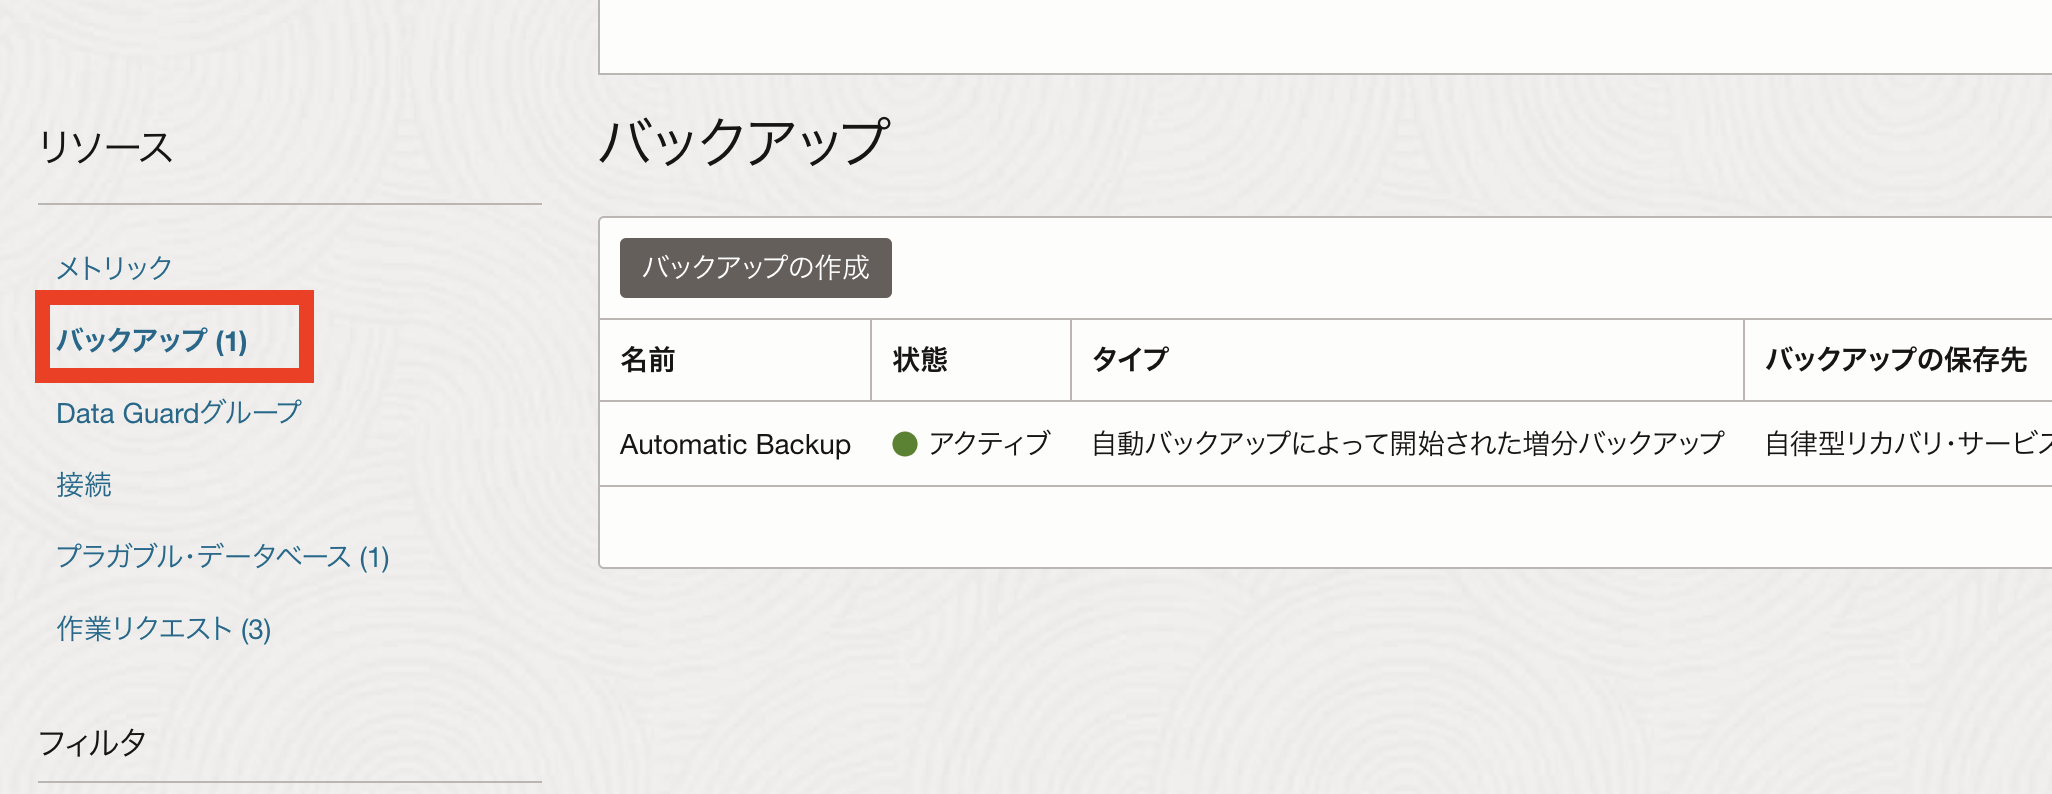 リソース
メトリック
バックアップ (1)
Data Guardグループ
接続
プラガブル・データベース (1)
作業リクエスト (3)
フィルタ
バックアップ
バックアップの作成
名前 状態 タイプ バックアップの保存先
Automatic Backup アクティブ 自動バックアップによって開始された増分バックアップ 自律型リカバリ・サービス